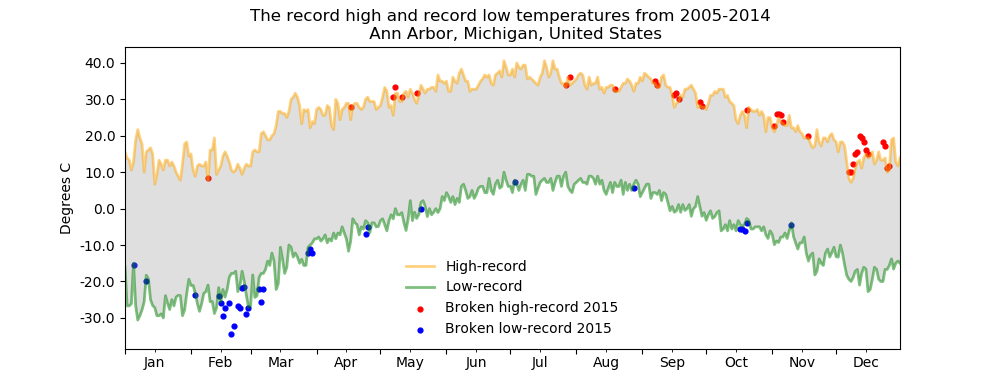 The record high and record low temperatures from 2005-2014
Ann Arbor, Michigan, United States
Degrees C
40.0
30.0
20.0
10.0
0.0
-10.0
-20.0
-30.0
High-record
Low-record
Broken high-record 2015
Broken low-record 2015
Jan Feb Mar Apr May Jun Jul Aug Sep Oct Nov Dec